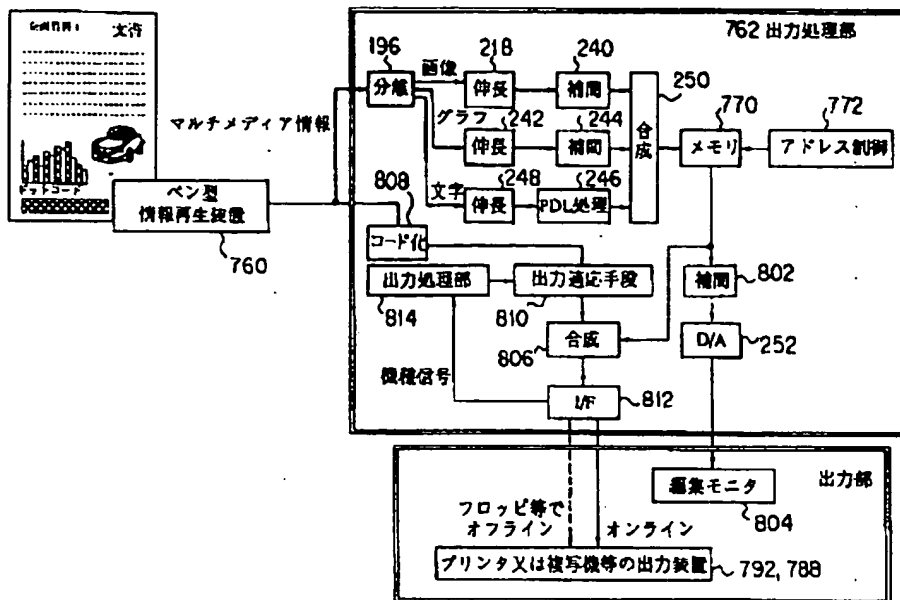 文書
762 出力処理部
196
分離
画像
218
伸長
240
補間
250
合成
770
メモリ
772
アドレス制御
マルチメディア情報
グラフ
242
伸長
244
補間
文字
248
伸長
246
PDL処理
ドットコード
ペン型
情報再生装置
760
808
コード化
出力処理部
814
出力適応手段
810
補間
802
合成
806
D/A
252
機種信号
I/F
812
出力部
編集モニタ
804
フロッピ等で
オフライン
オンライン
プリンタ又は複写機等の出力装置
792, 788